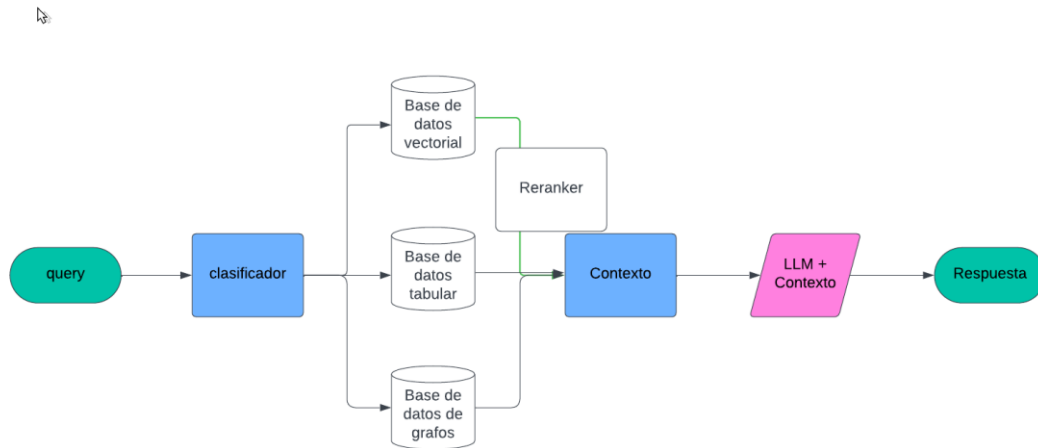 Base de
datos
vectorial
Reranker
query
clasificador
Base de
datos
tabular
Contexto
LLM +
Contexto
Respuesta
Base de
datos de
grafos